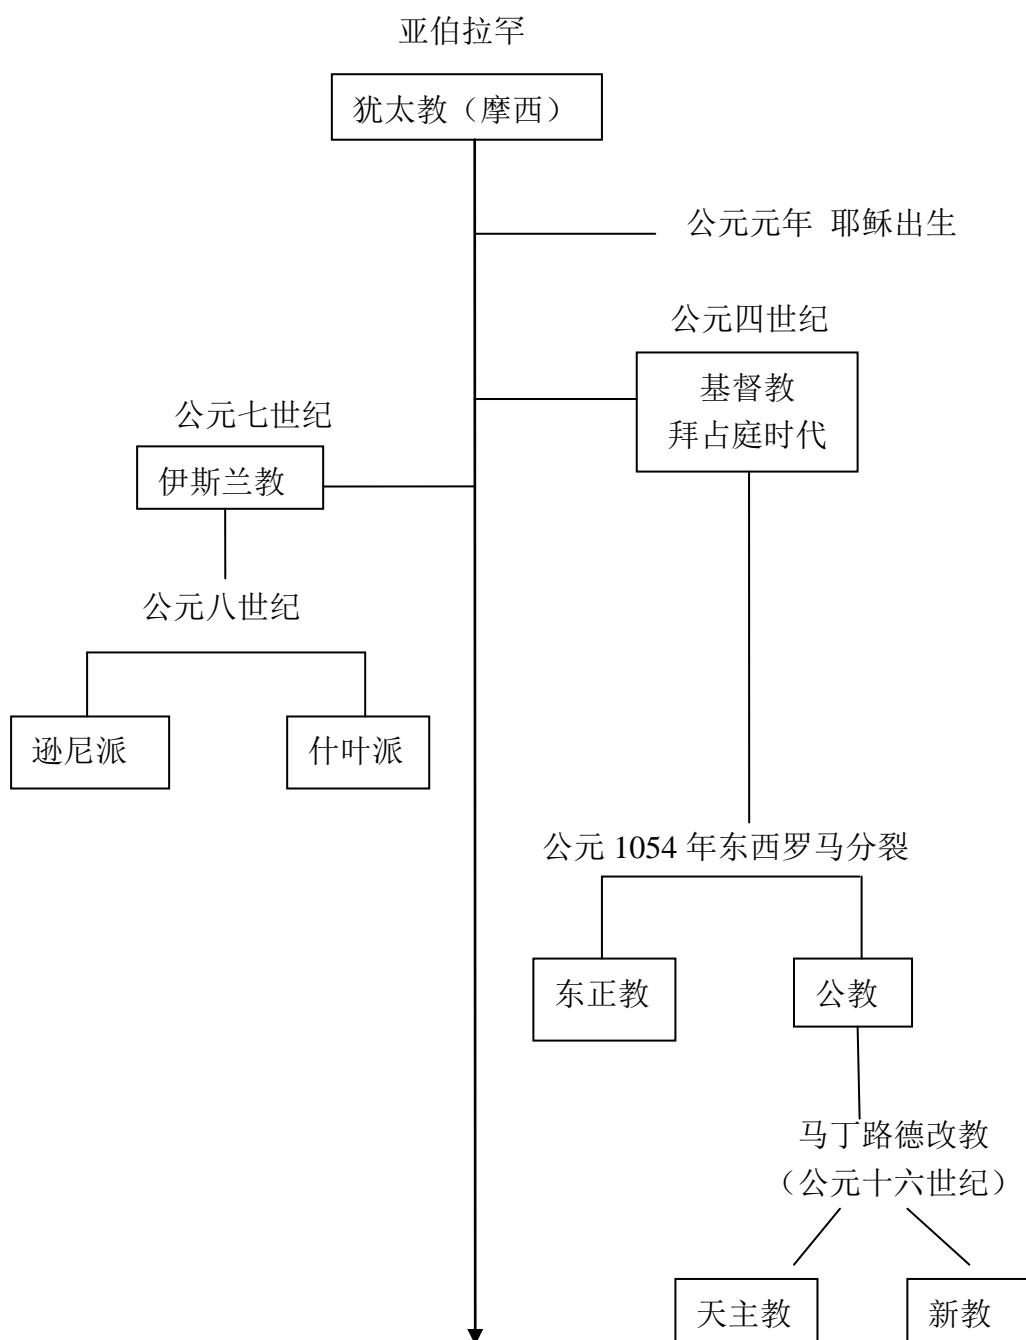 亚伯拉罕
犹太教（摩西）
公元元年 耶稣出生
公元四世纪
基督教
拜占庭时代
公元七世纪
伊斯兰教
公元八世纪
逊尼派
什叶派
公元 1054 年东西罗马分裂
东正教
公教
马丁路德改教
（公元十六世纪）
天主教
新教